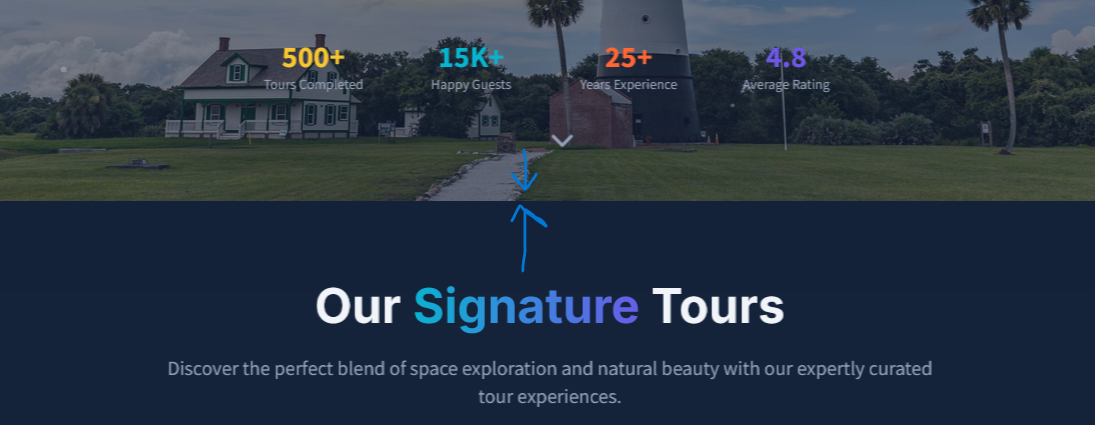 500+
15K+
25+
4.8
Tours Completed
Happy Guests
Years Experience
Average Rating
Our Signature Tours
Discover the perfect blend of space exploration and natural beauty with our expertly curated
tour experiences.